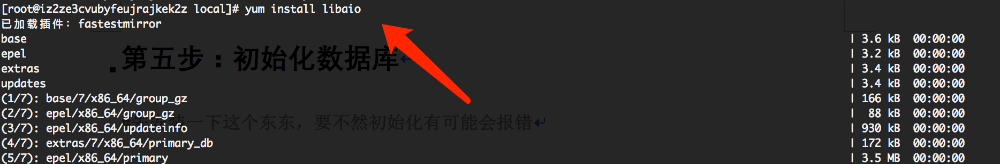 [root@iz2ze3cvubyfeujrajkek2z local]# yum install libaio
已加载插件：fastestmirror
base | 3.6 kB 00:00:00
第五步：初始化数据库
epel | 3.2 kB 00:00:00
extras | 3.4 kB 00:00:00
updates | 3.4 kB 00:00:00
(1/7): base/7/x86_64/group_gz | 166 kB 00:00:00
(2/7): epel/x86_64/group_gz | 88 kB 00:00:00
装一下这个东东，要不然初始化有可能会报错
(3/7): epel/x86_64/updateinfo | 930 kB 00:00:00
(4/7): extras/7/x86_64/primary_db | 172 kB 00:00:00
(5/7): epel/x86_64/primary | 3.5 MB 00:00:00